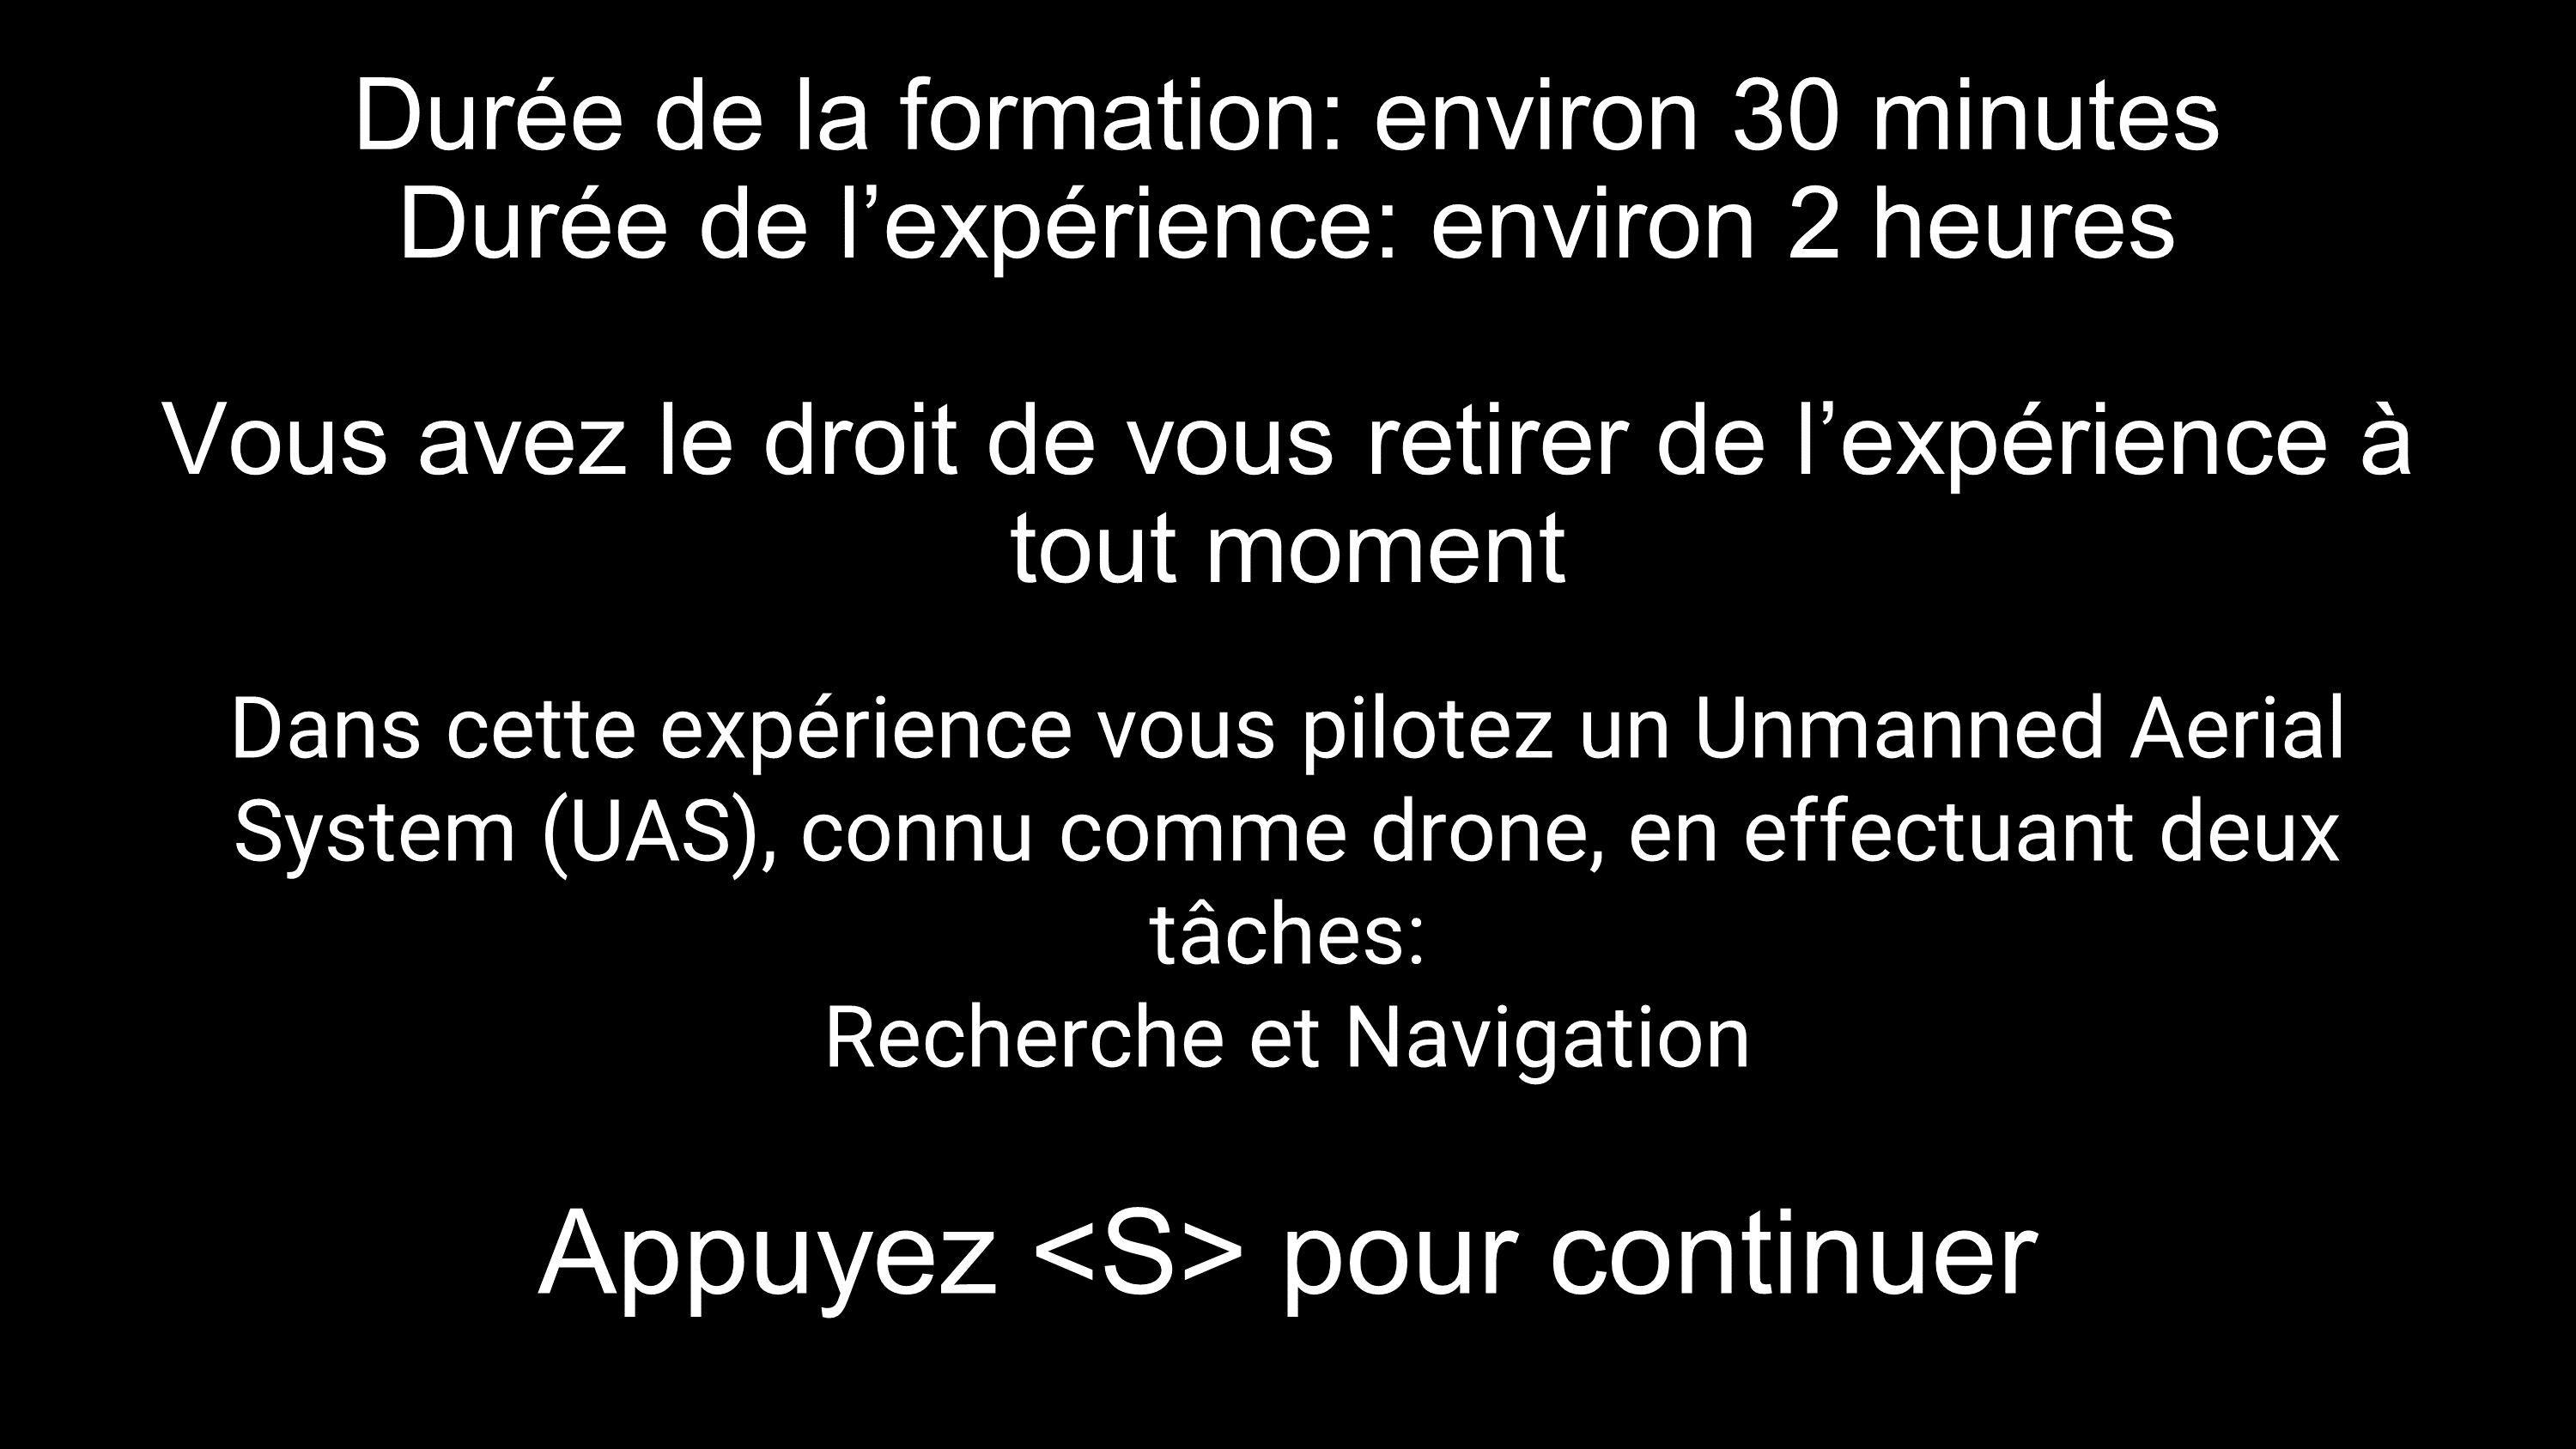 Durée de la formation: environ 30 minutes
Durée de l’expérience: environ 2 heures
Vous avez le droit de vous retirer de l’expérience à
tout moment
Dans cette expérience vous pilotez un Unmanned Aerial
System (UAS), connu comme drone, en effectuant deux
tâches:
Recherche et Navigation
Appuyez <S> pour continuer